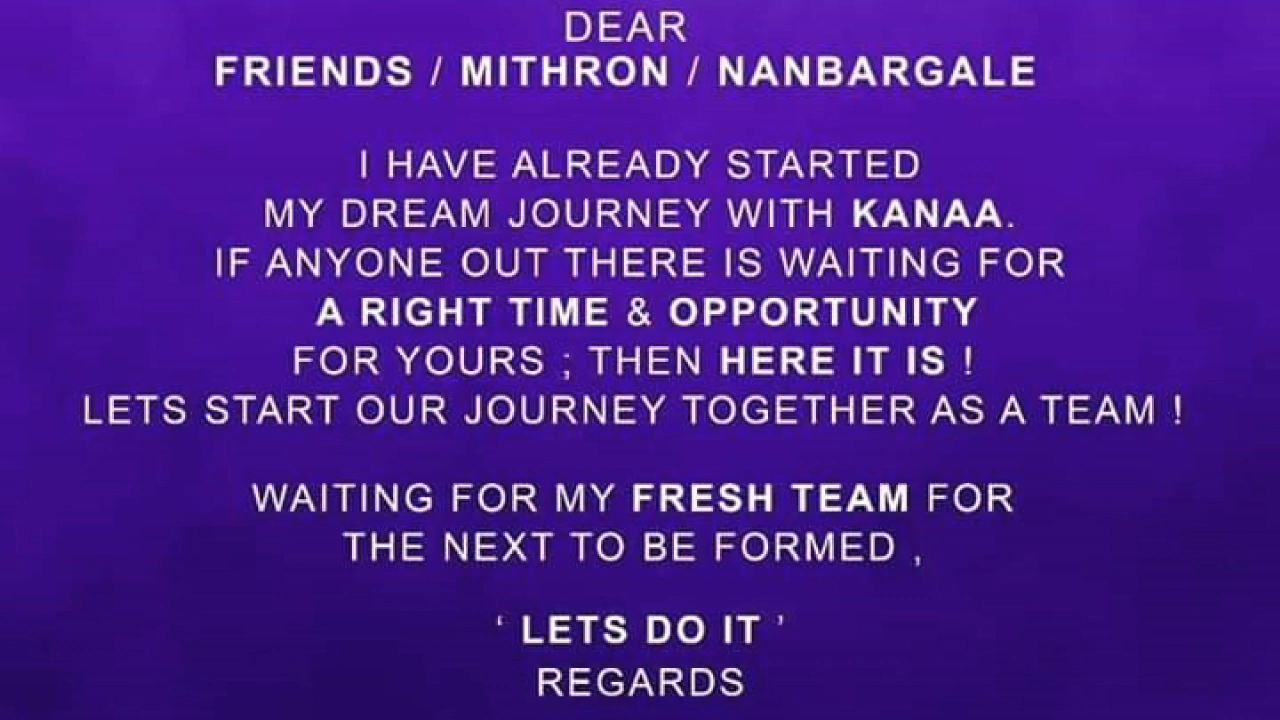 DEAR
FRIENDS / MITHRON / NANBARGALE
I HAVE ALREADY STARTED
MY DREAM JOURNEY WITH KANAA.
IF ANYONE OUT THERE IS WAITING FOR
A RIGHT TIME & OPPORTUNITY
FOR YOURS ; THEN HERE IT IS !
LETS START OUR JOURNEY TOGETHER AS A TEAM !
WAITING FOR MY FRESH TEAM FOR
THE NEXT TO BE FORMED ,
‘ LETS DO IT ’
REGARDS